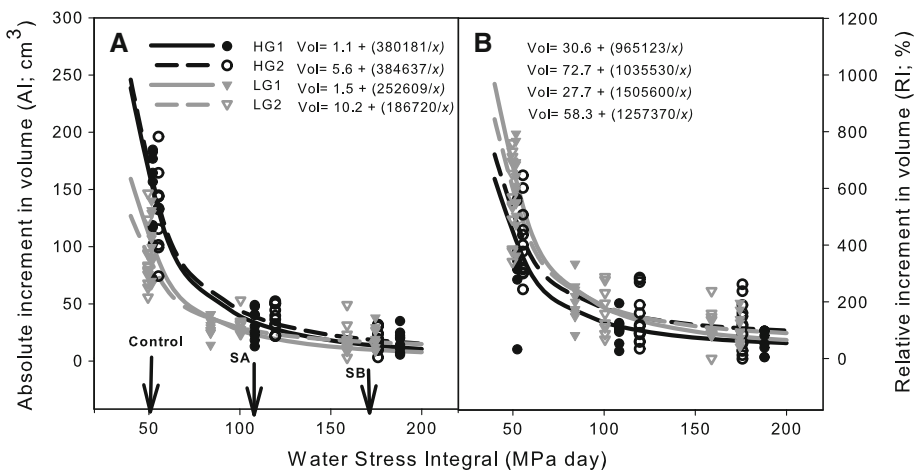 Absolute increment in volume (AI; cm3)
300
250
200
150
100
50
0
A
HG1 Vol= 1.1 + (380181/x)
HG2 Vol= 5.6 + (384637/x)
LG1 Vol= 1.5 + (252609/x)
LG2 Vol= 10.2 + (186720/x)
Control
SA
SB
50 100 150 200
B
Vol= 30.6 + (965123/x)
Vol= 72.7 + (1035530/x)
Vol= 27.7 + (1505600/x)
Vol= 58.3 + (1257370/x)
50 100 150 200
1200
1000
800
600
400
200
0
Relative increment in volume (RI; %)
Water Stress Integral (MPa day)